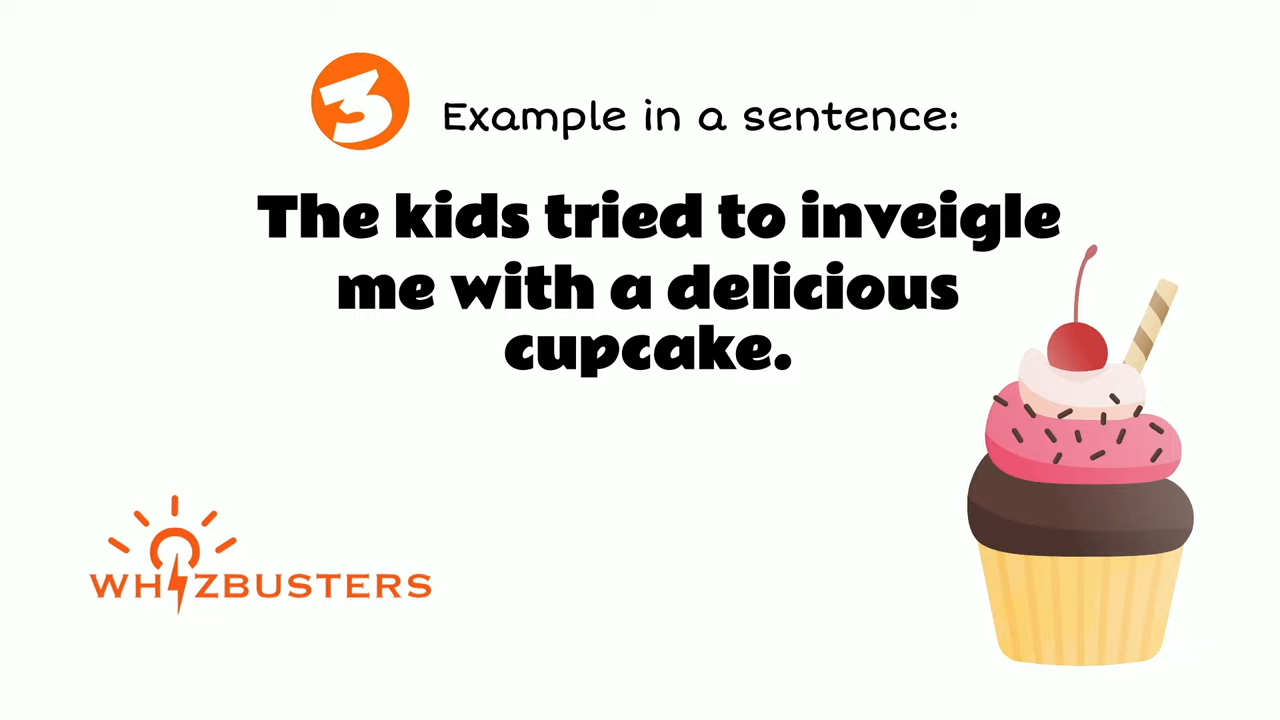 3 Example in a sentence:
The kids tried to inveigle
me with a delicious
cupcake.
WHIZBUSTERS